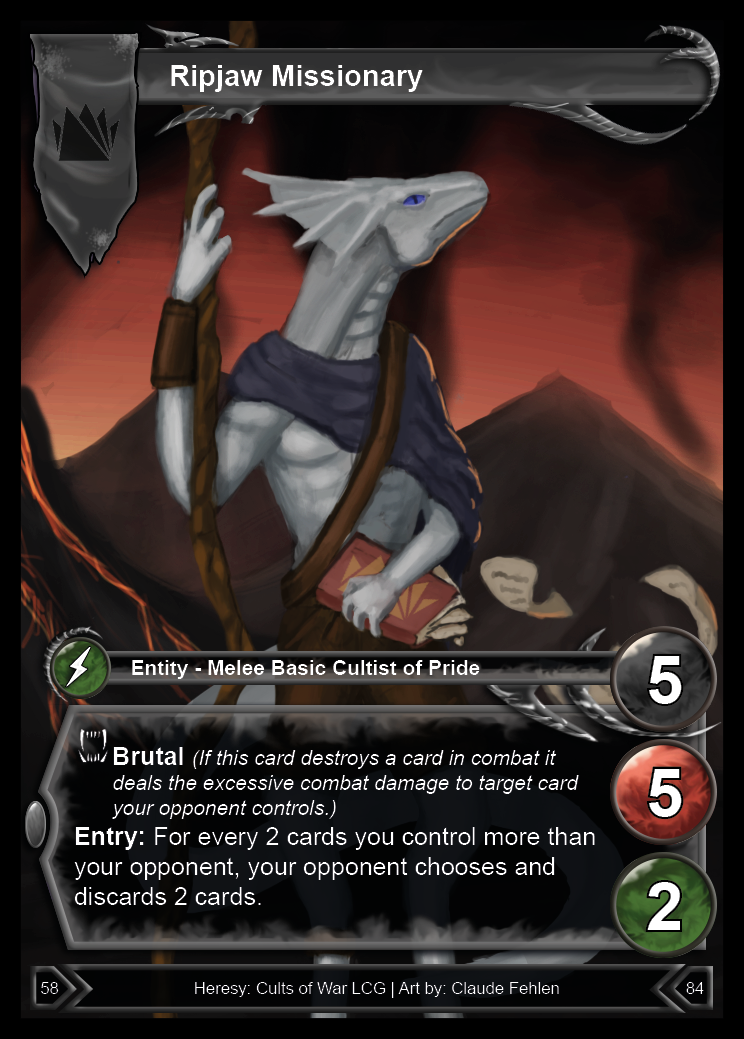 Ripjaw Missionary
Entity - Melee Basic Cultist of Pride
5
Brutal (If this card destroys a card in combat it
deals the excessive combat damage to target card
your opponent controls.)
5
Entry: For every 2 cards you control more than
your opponent, your opponent chooses and
discards 2 cards.
2
58
Heresy: Cults of War LCG | Art by: Claude Fehlen
84